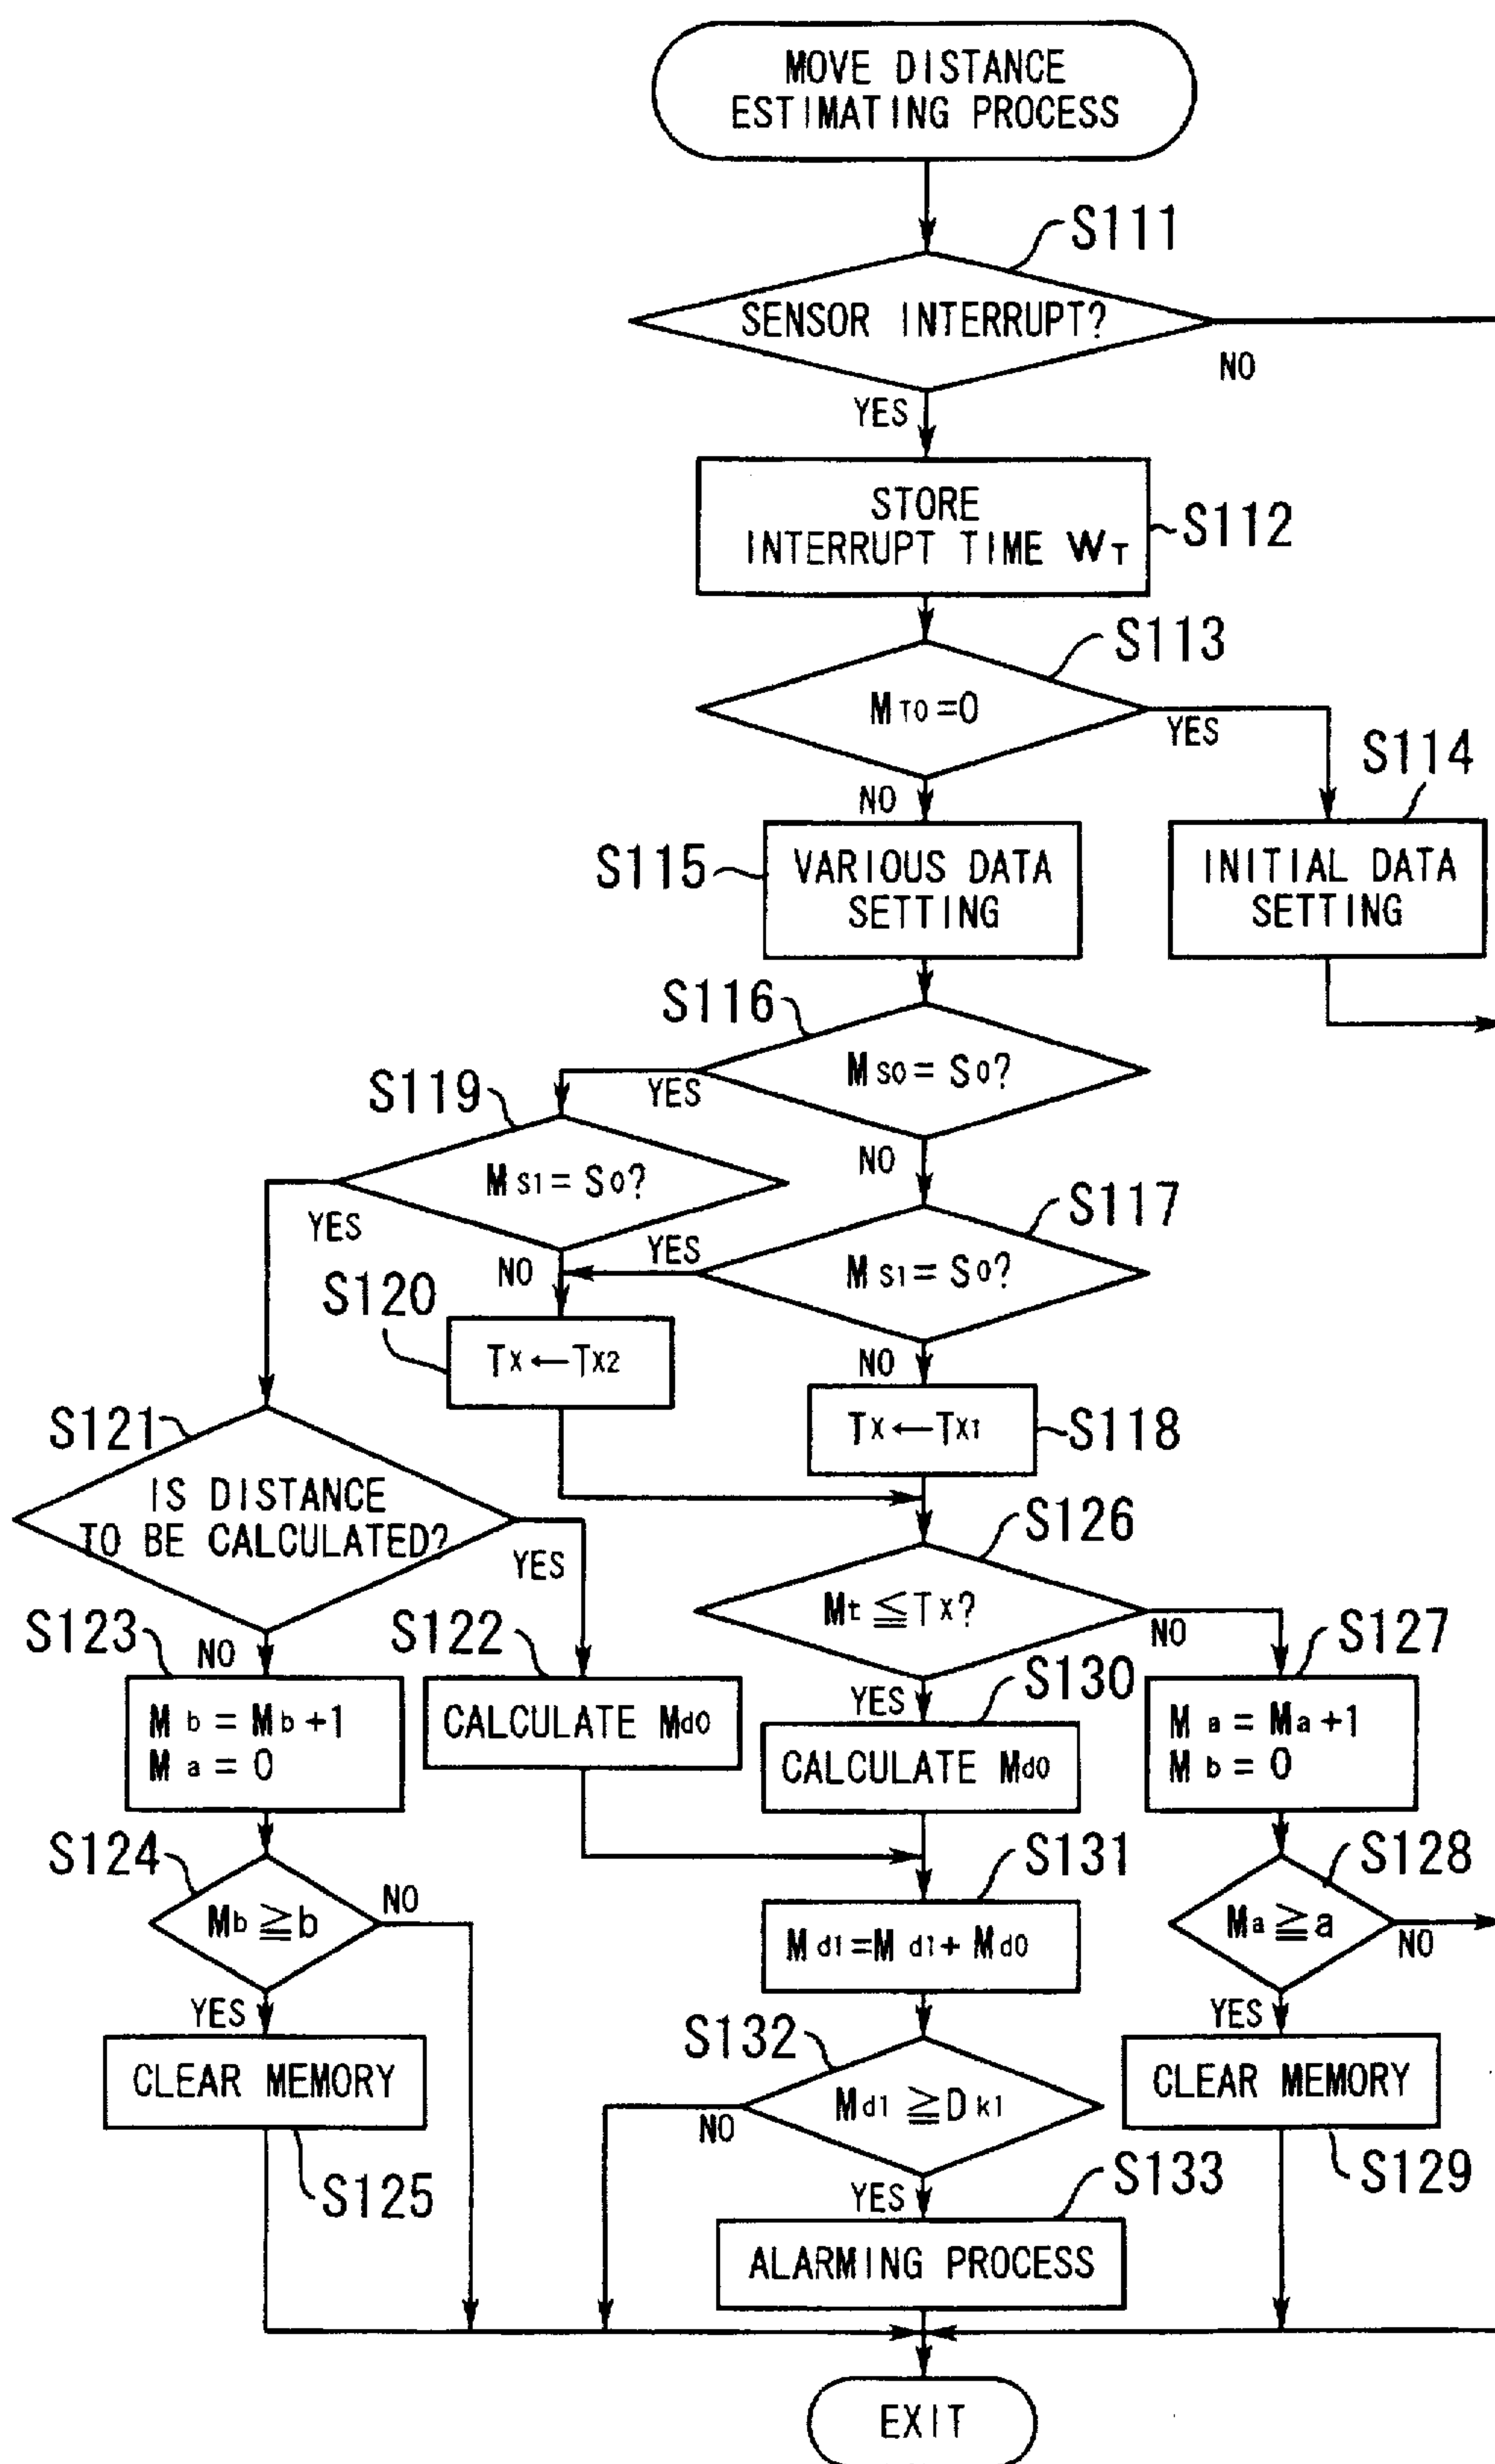 MOVE DISTANCE
ESTIMATING PROCESS
S111
SENSOR INTERRUPT?
NO
YES
STORE
INTERRUPT TIME WT
S112
S113
MT0=0
YES
NO
S114
S115
VARIOUS DATA
SETTING
INITIAL DATA
SETTING
S116
MS0=S0?
YES
NO
S119
MS1=S0?
YES
NO
S117
MS1=S0?
YES
NO
S120
TX←TX2
TX←TX1
S118
S121
IS DISTANCE
TO BE CALCULATED?
YES
NO
S126
Mt≦TX?
NO
YES
S123
Mb=Mb+1
Ma=0
S122
CALCULATE Md0
S130
CALCULATE Md0
S127
Ma=Ma+1
Mb=0
S124
Mb≧b
NO
YES
S131
Md1=Md1+Md0
S128
Ma≧a
NO
YES
CLEAR MEMORY
S125
S132
Md1≧Dk1
NO
YES
CLEAR MEMORY
S129
S133
ALARMING PROCESS
EXIT